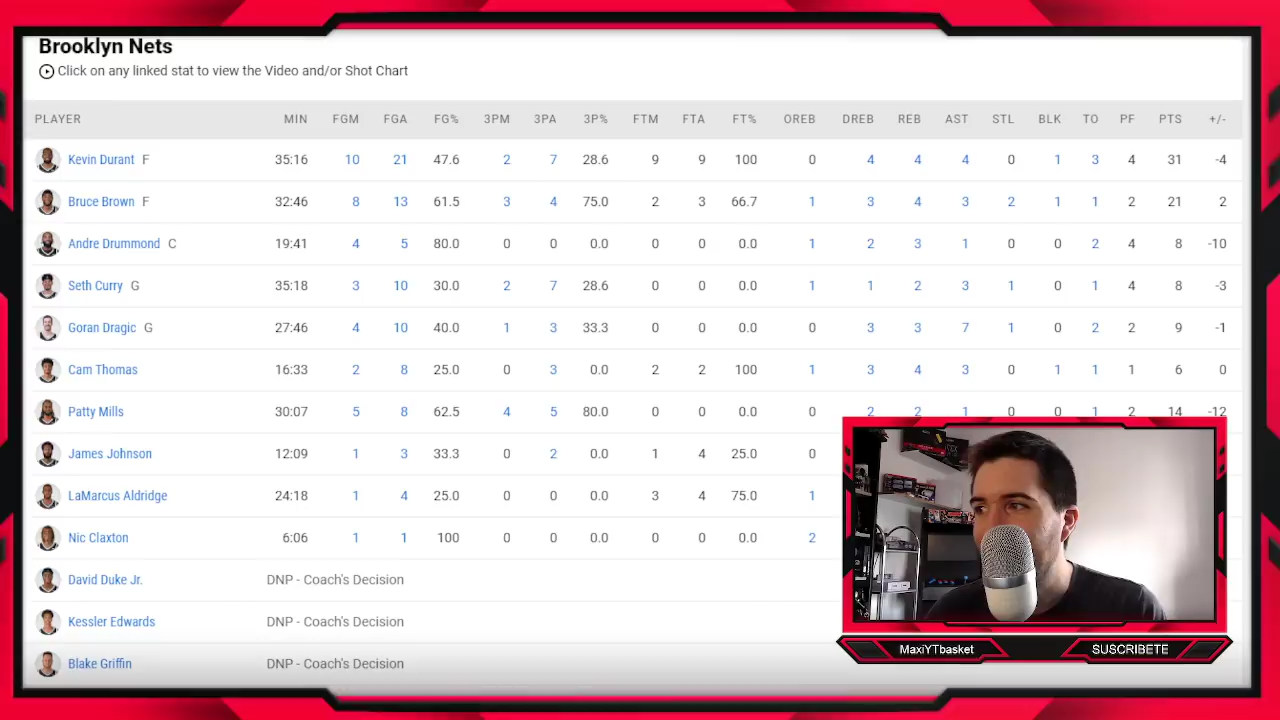 Brooklyn Nets
Click on any linked stat to view the Video and/or Shot Chart
PLAYER MIN FGM FGA FG% 3PM 3PA 3P% FTM FTA FT% OREB DREB REB AST STL BLK TO PF PTS +/-
Kevin Durant F 35:16 10 21 47.6 2 7 28.6 9 9 100 0 4 4 4 0 1 3 4 31 -4
Bruce Brown F 32:46 8 13 61.5 3 4 75.0 2 3 66.7 1 3 4 3 2 1 1 2 21 2
Andre Drummond C 19:41 4 5 80.0 0 0 0.0 0 0 0.0 1 2 3 1 0 0 2 4 8 -10
Seth Curry G 35:18 3 10 30.0 2 7 28.6 0 0 0.0 1 1 2 3 1 0 1 4 8 -3
Goran Dragic G 27:46 4 10 40.0 1 3 33.3 0 0 0.0 0 3 3 7 1 0 2 2 9 -1
Cam Thomas 16:33 2 8 25.0 0 3 0.0 2 2 100 1 3 4 3 0 1 1 1 6 0
Patty Mills 30:07 5 8 62.5 4 5 80.0 0 0 0.0 0 2 2 1 0 0 1 2 14 -12
James Johnson 12:09 1 3 33.3 0 2 0.0 1 4 25.0 0
LaMarcus Aldridge 24:18 1 4 25.0 0 0 0.0 3 4 75.0 1
Nic Claxton 6:06 1 1 100 0 0 0.0 0 0 0.0 2
David Duke Jr. DNP - Coach's Decision
Kessler Edwards DNP - Coach's Decision
Blake Griffin DNP - Coach's Decision
MaxiYTbasket
SUSCRIBETE